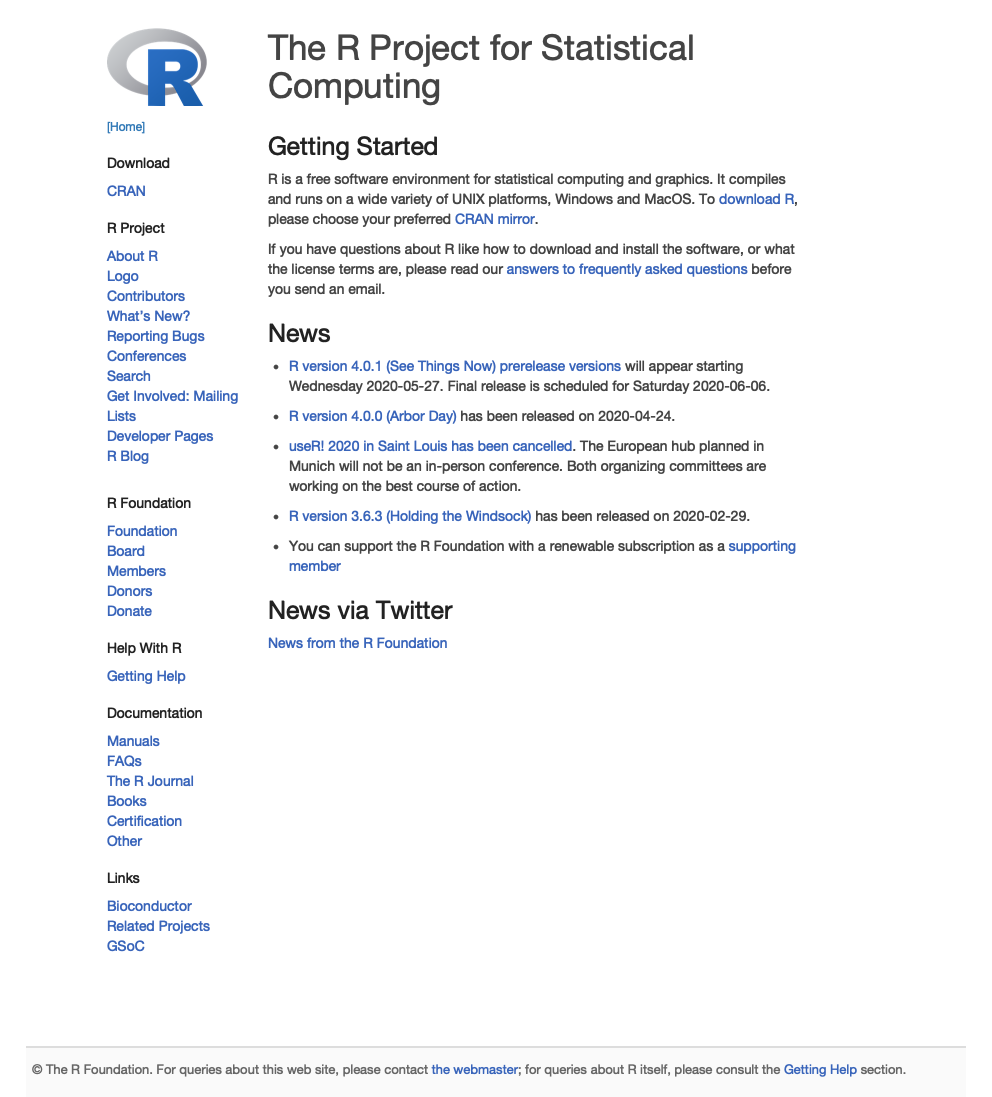 R
[Home]
Download
CRAN
R Project
About R
Logo
Contributors
What's New?
Reporting Bugs
Conferences
Search
Get Involved: Mailing
Lists
Developer Pages
R Blog
R Foundation
Foundation
Board
Members
Donors
Donate
Help With R
Getting Help
Documentation
Manuals
FAQs
The R Journal
Books
Certification
Other
Links
Bioconductor
Related Projects
GSoC
The R Project for Statistical
Computing
Getting Started
R is a free software environment for statistical computing and graphics. It compiles
and runs on a wide variety of UNIX platforms, Windows and MacOS. To download R,
please choose your preferred CRAN mirror.
If you have questions about R like how to download and install the software, or what
the license terms are, please read our answers to frequently asked questions before
you send an email.
News
• R version 4.0.1 (See Things Now) prerelease versions will appear starting
Wednesday 2020-05-27. Final release is scheduled for Saturday 2020-06-06.
• R version 4.0.0 (Arbor Day) has been released on 2020-04-24.
• useR! 2020 in Saint Louis has been cancelled. The European hub planned in
Munich will not be an in-person conference. Both organizing committees are
working on the best course of action.
• R version 3.6.3 (Holding the Windsock) has been released on 2020-02-29.
• You can support the R Foundation with a renewable subscription as a supporting
member
News via Twitter
News from the R Foundation
© The R Foundation. For queries about this web site, please contact the webmaster; for queries about R itself, please consult the Getting Help section.